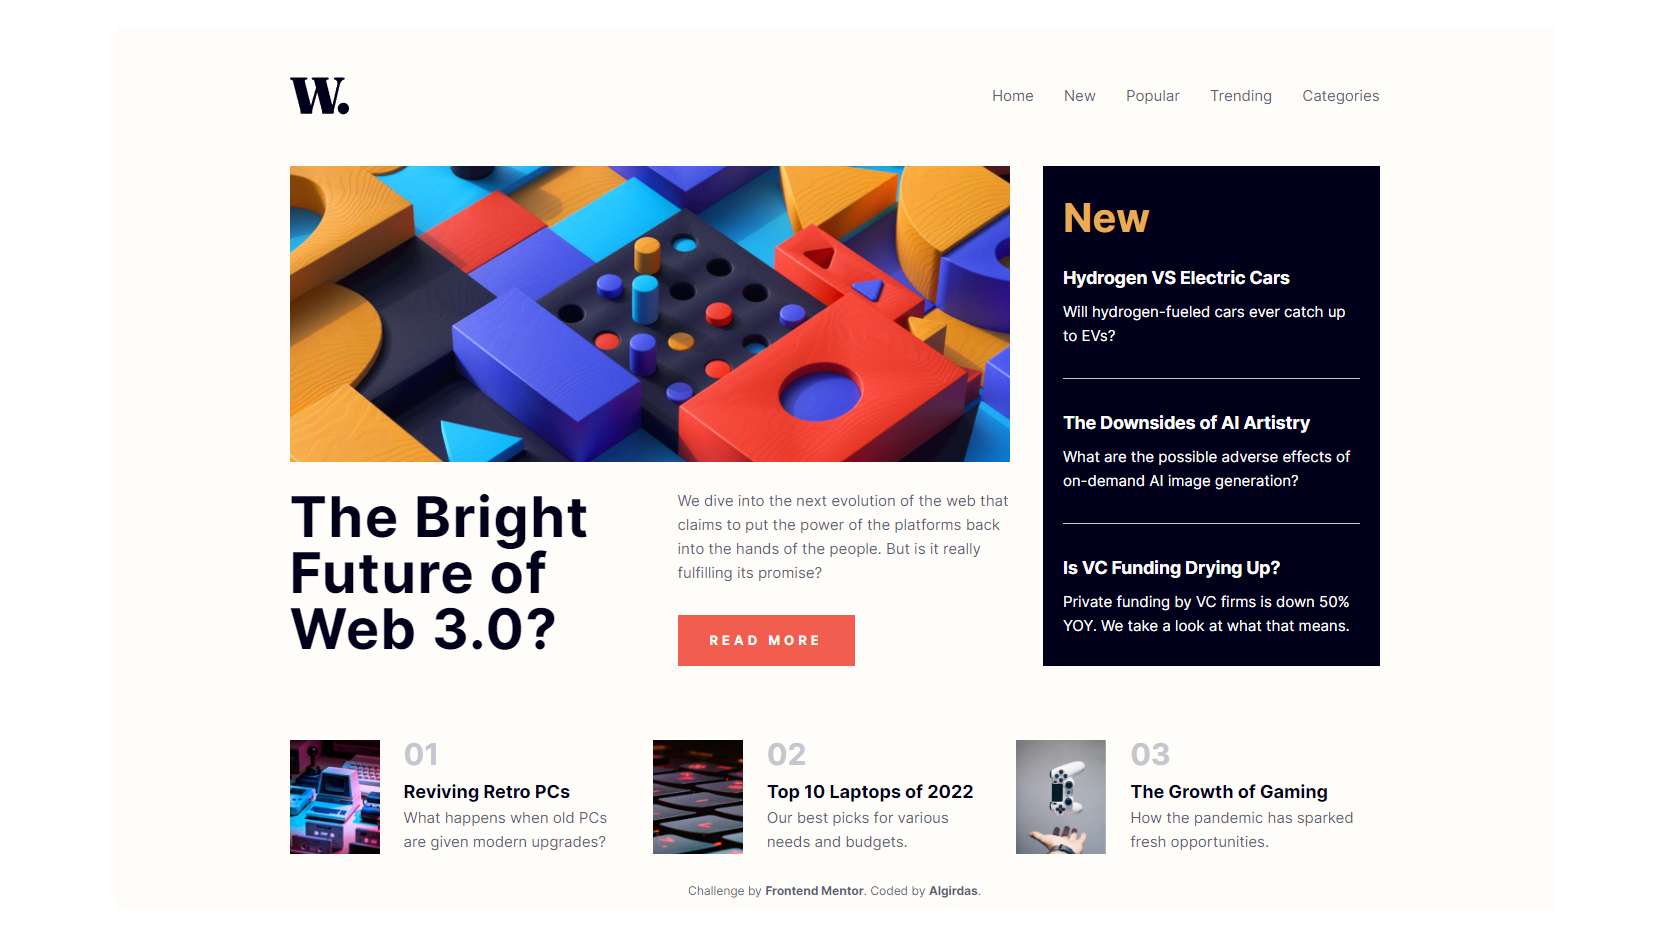 W.
Home New Popular Trending Categories
The Bright
Future of
Web 3.0?
We dive into the next evolution of the web that
claims to put the power of the platforms back
into the hands of the people. But is it really
fulfilling its promise?
READ MORE
New
Hydrogen VS Electric Cars
Will hydrogen-fueled cars ever catch up
to EVs?
The Downsides of AI Artistry
What are the possible adverse effects of
on-demand AI image generation?
Is VC Funding Drying Up?
Private funding by VC firms is down 50%
YOY. We take a look at what that means.
01
Reviving Retro PCs
What happens when old PCs
are given modern upgrades?
02
Top 10 Laptops of 2022
Our best picks for various
needs and budgets.
03
The Growth of Gaming
How the pandemic has sparked
fresh opportunities.
Challenge by Frontend Mentor. Coded by Algirdas.